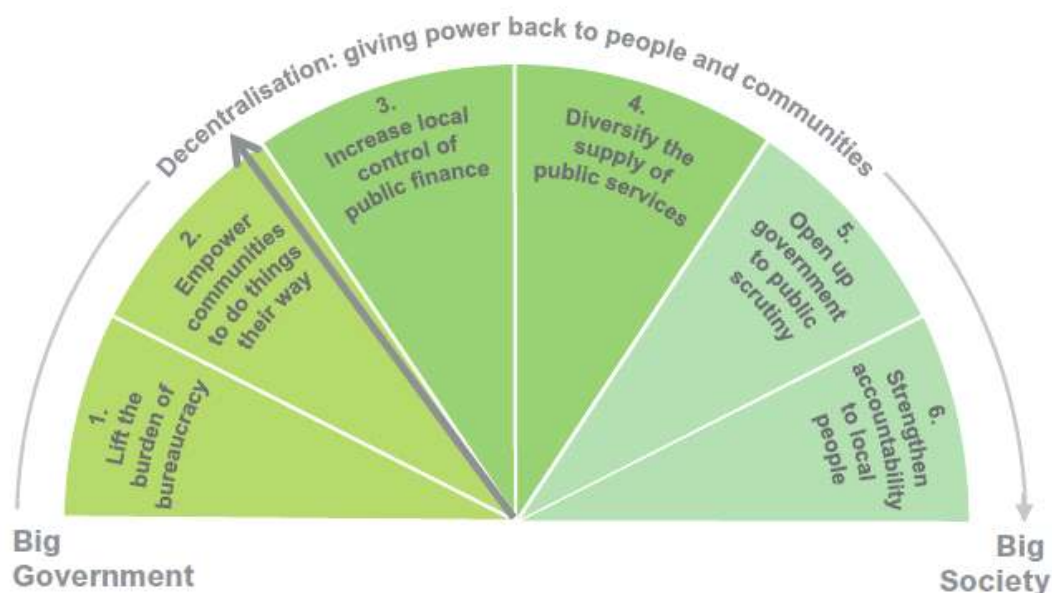 Decentralisation: giving power back to people and communities
1.
Lift the
burden of
bureaucracy
2.
Empower
communities
to do things
their way
3.
Increase local
control of
public finance
4.
Diversify the
supply of
public services
5.
Open up
government
to public
scrutiny
6.
Strengthen
accountability
to local
people
Big
Government
Big
Society